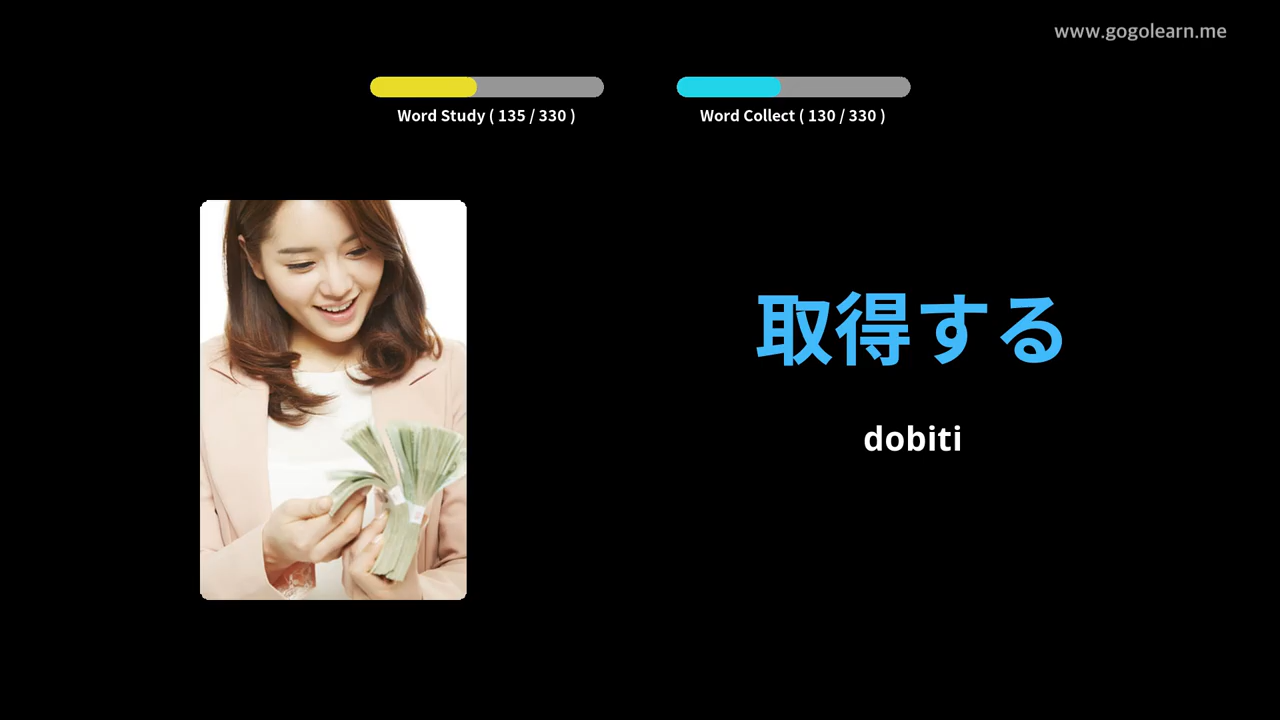 www.gogolearn.me
Word Study ( 135 / 330 )
Word Collect ( 130 / 330 )
取得する
dobiti